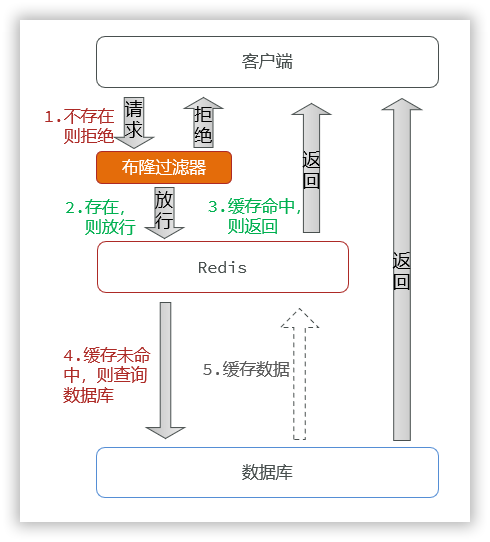 客户端
1.不存在
则拒绝
请求
拒绝
布隆过滤器
2.存在，
则放行
放行
3.缓存命中，
则返回
返回
Redis
返回
4.缓存未命
中，则查询
数据库
5.缓存数据
数据库